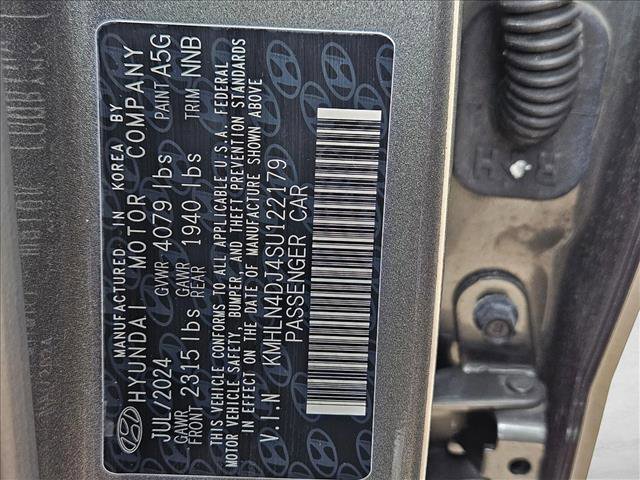 MANUFACTURED IN KOREA BY
HYUNDAI MOTOR COMPANY
JUL/2024 GVWR 4079 lbs PAINT A5G
GAWR FRONT 2315 lbs GAWR REAR 1940 lbs TRIM NNB
THIS VEHICLE CONFORMS TO ALL APPLICABLE U.S.A. FEDERAL
MOTOR VEHICLE SAFETY, BUMPER, AND THEFT PREVENTION STANDARDS
IN EFFECT ON THE DATE OF MANUFACTURE SHOWN ABOVE
V.I.N KMHLN4DJ4SU122179
PASSENGER CAR
R H